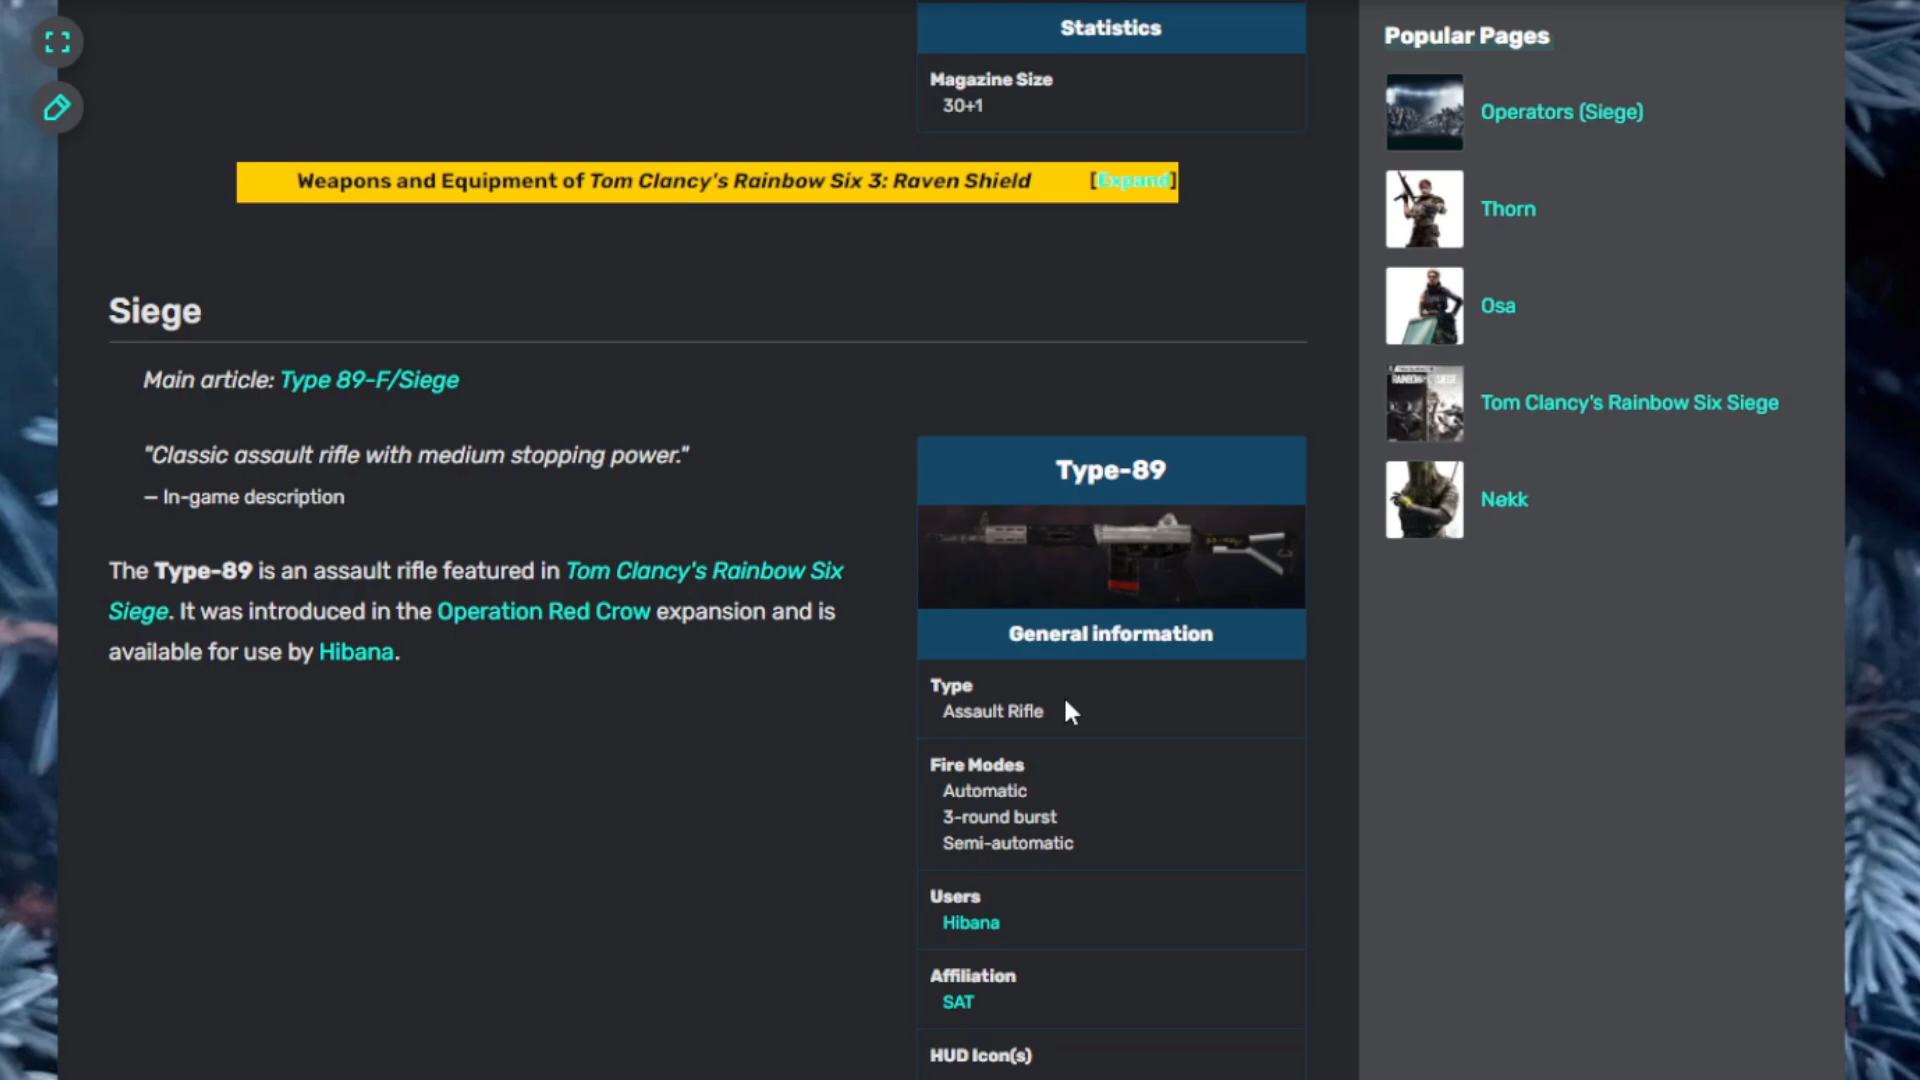 Statistics
Magazine Size
30+1
Weapons and Equipment of Tom Clancy's Rainbow Six 3: Raven Shield [Expand]
Siege
Main article: Type 89-F/Siege
"Classic assault rifle with medium stopping power."
– In-game description
The Type-89 is an assault rifle featured in Tom Clancy's Rainbow Six
Siege. It was introduced in the Operation Red Crow expansion and is
available for use by Hibana.
Type-89
General information
Type
Assault Rifle
Fire Modes
Automatic
3-round burst
Semi-automatic
Users
Hibana
Affiliation
SAT
HUD Icon(s)
Popular Pages
Operators (Siege)
Thorn
Osa
Tom Clancy's Rainbow Six Siege
Nøkk